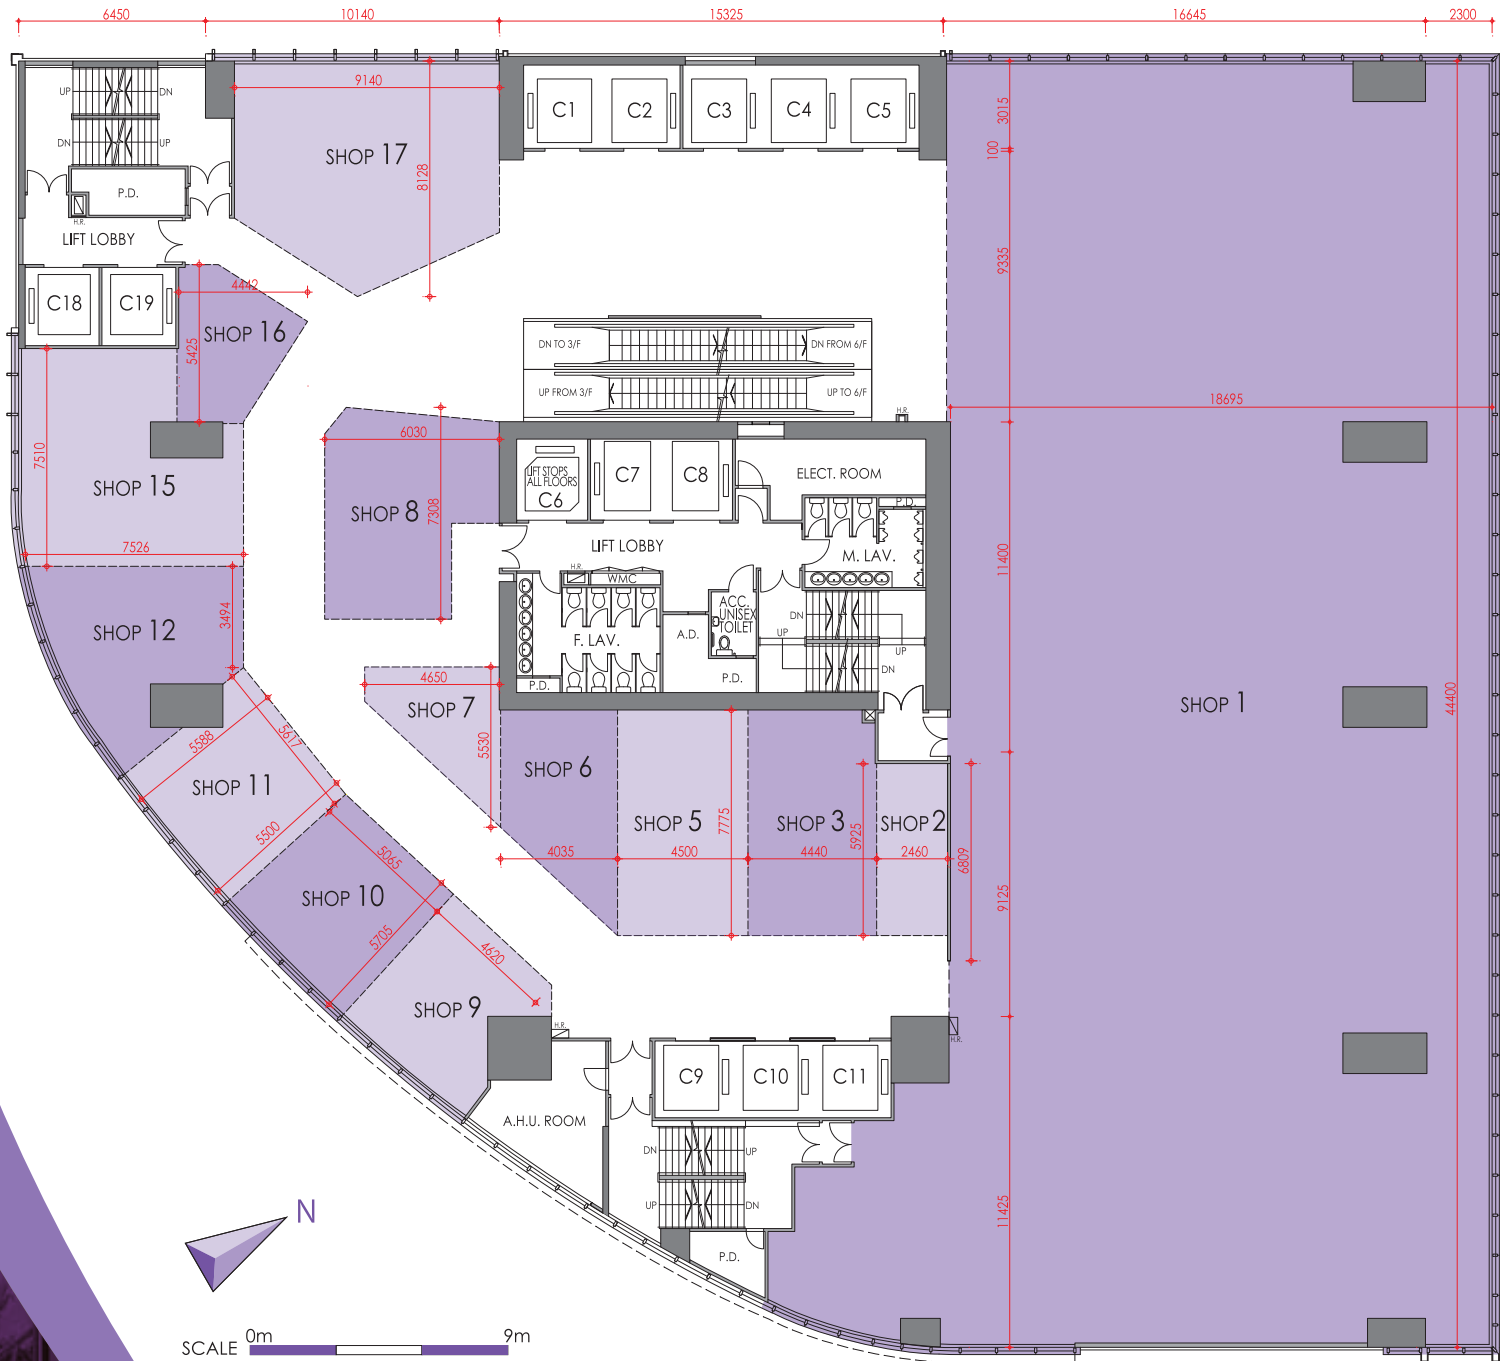 6450
10140
15325
16645
2300
UP
DN
DN
UP
P.D.
H.R.
LIFT LOBBY
C18
C19
9140
SHOP 17
8128
C1
C2
C3
C4
C5
3015
100
9335
4442
SHOP 16
5425
DN TO 3/F
DN FROM 6/F
UP FROM 3/F
UP TO 6/F
H.R.
18695
7510
SHOP 15
7526
6030
SHOP 8
7308
LIFT STOPS
ALL FLOORS
C6
C7
C8
ELECT. ROOM
P.D.
LIFT LOBBY
M. LAV.
11400
H.R.
WMC
ACC.
UNISEX
TOILET
F. LAV.
A.D.
P.D.
P.D.
DN
UP
UP
DN
SHOP 12
3494
4650
SHOP 7
5530
SHOP 1
44400
5588
5617
SHOP 11
5500
SHOP 6
SHOP 5
7775
SHOP 3
5925
SHOP 2
4035
4500
4440
2460
6809
9125
5065
SHOP 10
5705
4620
SHOP 9
H.R.
H.R.
C9
C10
C11
A.H.U. ROOM
DN
UP
UP
DN
P.D.
11425
N
SCALE
0m
9m